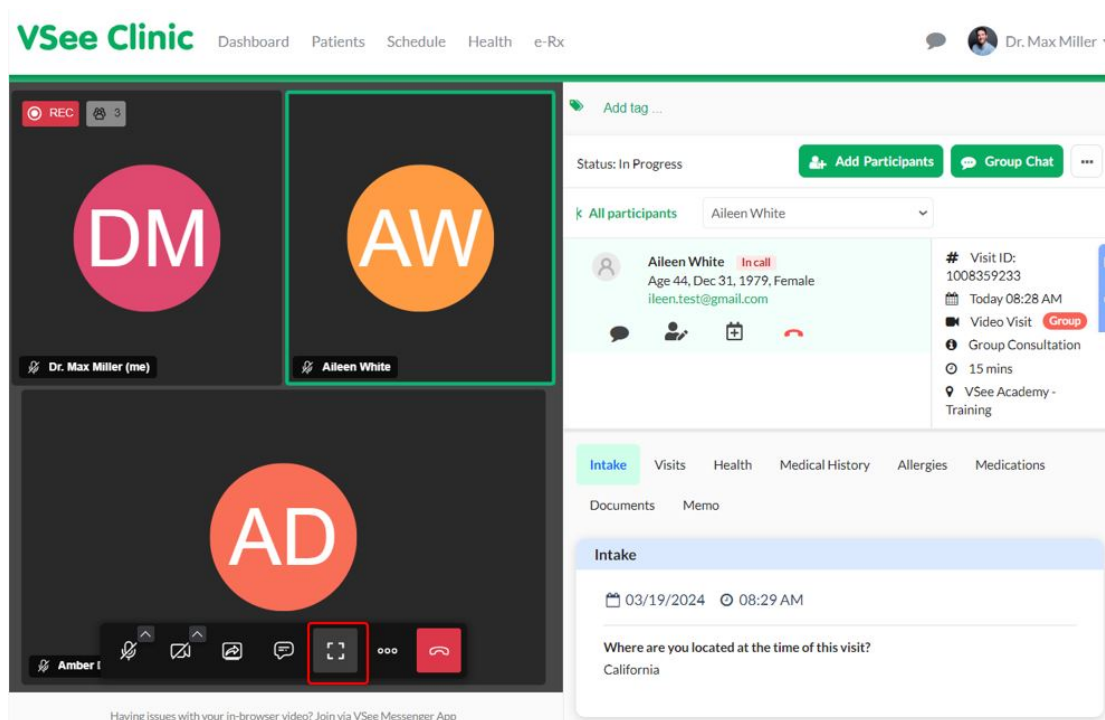 VSee Clinic Dashboard Patients Schedule Health e-Rx Dr. Max Miller
REC 3
DM
Dr. Max Miller (me)
AW
Aileen White
AD
Amber D
Having issues with your in-browser video? Join via VSee Messenger App
Add tag ...
Status: In Progress Add Participants Group Chat
All participants Aileen White
Aileen White In call
Age 44, Dec 31, 1979, Female
ileen.test@gmail.com
# Visit ID:
1008359233
Today 08:28 AM
Video Visit Group
Group Consultation
15 mins
VSee Academy -
Training
Intake Visits Health Medical History Allergies Medications
Documents Memo
Intake
03/19/2024 08:29 AM
Where are you located at the time of this visit?
California